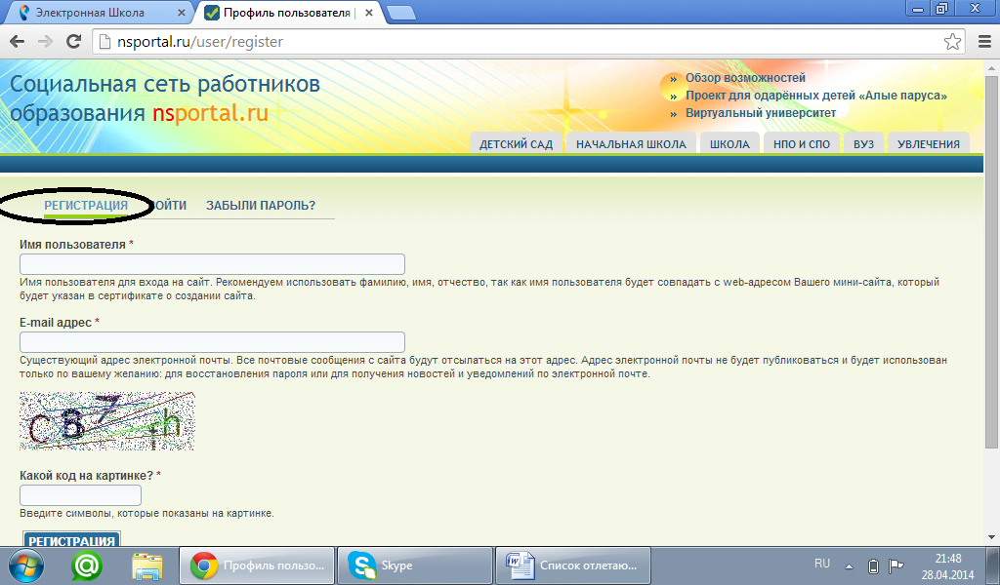 Электронная Школа
Профиль пользователя |
nsportal.ru/user/register
Социальная сеть работников
образования nsportal.ru
» Обзор возможностей
» Проект для одарённых детей «Алые паруса»
» Виртуальный университет
ДЕТСКИЙ САД НАЧАЛЬНАЯ ШКОЛА ШКОЛА НПО И СПО ВУЗ УВЛЕЧЕНИЯ
РЕГИСТРАЦИЯ ВОЙТИ ЗАБЫЛИ ПАРОЛЬ?
Имя пользователя *
Имя пользователя для входа на сайт. Рекомендуем использовать фамилию, имя, отчество, так как имя пользователя будет совпадать с web-адресом Вашего мини-сайта, который
будет указан в сертификате о создании сайта.
E-mail адрес *
Существующий адрес электронной почты. Все почтовые сообщения с сайта будут отсылаться на этот адрес. Адрес электронной почты не будет публиковаться и будет использован
только по вашему желанию: для восстановления пароля или для получения новостей и уведомлений по электронной почте.
Какой код на картинке? *
Введите символы, которые показаны на картинке.
РЕГИСТРАЦИЯ
Профиль пользо...
Skype
Список отлетаю...
RU
21:48
28.04.2014